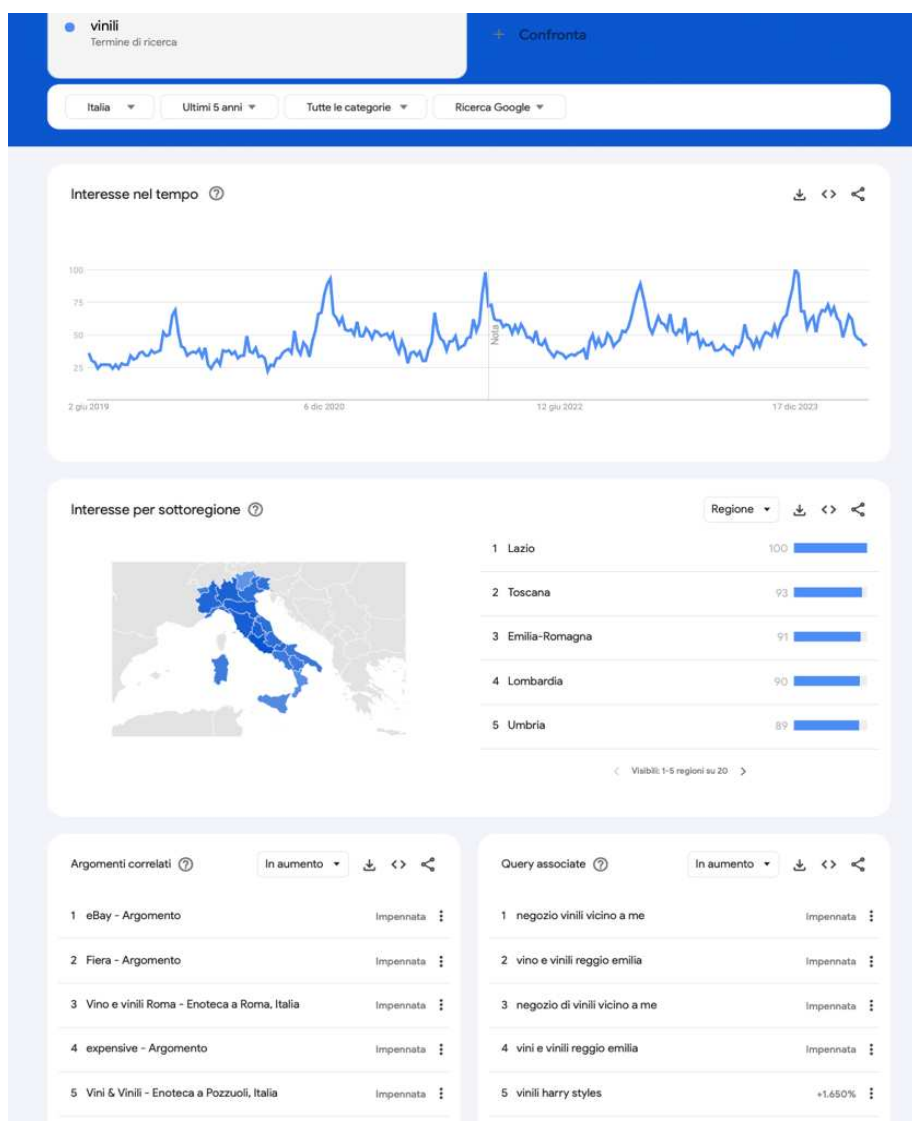 vinili
Termine di ricerca
+ Confronta
Italia
Ultimi 5 anni
Tutte le categorie
Ricerca Google
Interesse nel tempo
100
75
50
25
Nota
2 giu 2019
6 dic 2020
12 giu 2022
17 dic 2023
Interesse per sottoregione
Regione
1 Lazio 100
2 Toscana 93
3 Emilia-Romagna 91
4 Lombardia 90
5 Umbria 89
Visibili: 1-5 regioni su 20
Argomenti correlati
In aumento
1 eBay - Argomento Impennata
2 Fiera - Argomento Impennata
3 Vino e vinili Roma - Enoteca a Roma, Italia Impennata
4 expensive - Argomento Impennata
5 Vini & Vinili - Enoteca a Pozzuoli, Italia Impennata
Query associate
In aumento
1 negozio vinili vicino a me Impennata
2 vino e vinili reggio emilia Impennata
3 negozio di vinili vicino a me Impennata
4 vini e vinili reggio emilia Impennata
5 vinili harry styles +1.650%